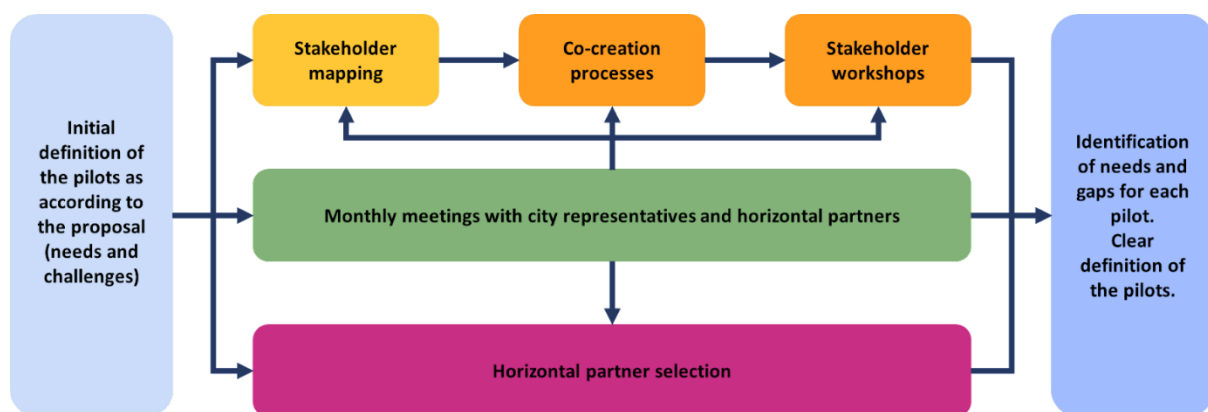 Initial
definition of
the pilots as
according to
the proposal
(needs and
challenges)
Stakeholder
mapping
Co-creation
processes
Stakeholder
workshops
Monthly meetings with city representatives and horizontal partners
Horizontal partner selection
Identification
of needs and
gaps for each
pilot.
Clear
definition of
the pilots.